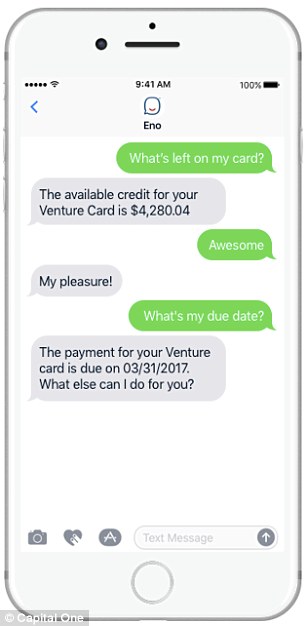 9:41 AM
100%
Eno
What's left on my card?
The available credit for your
Venture Card is $4,280.04
Awesome
My pleasure!
What's my due date?
The payment for your Venture
card is due on 03/31/2017.
What else can I do for you?
Text Message
© Capital One